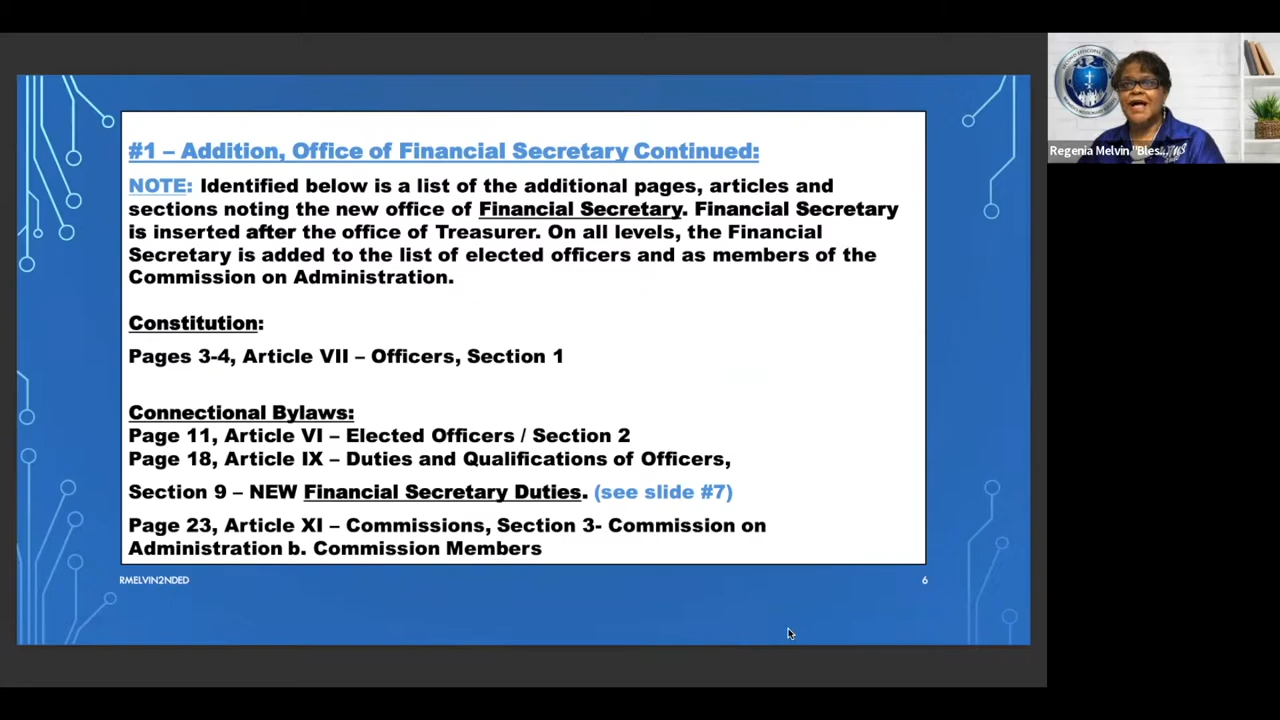 #1 – Addition, Office of Financial Secretary Continued:
NOTE: Identified below is a list of the additional pages, articles and
sections noting the new office of Financial Secretary. Financial Secretary
is inserted after the office of Treasurer. On all levels, the Financial
Secretary is added to the list of elected officers and as members of the
Commission on Administration.
Constitution:
Pages 3-4, Article VII – Officers, Section 1
Connectional Bylaws:
Page 11, Article VI – Elected Officers / Section 2
Page 18, Article IX – Duties and Qualifications of Officers,
Section 9 – NEW Financial Secretary Duties. (see slide #7)
Page 23, Article XI – Commissions, Section 3- Commission on
Administration b. Commission Members
RMELVIN2NDED
6
Regenia Melvin "Bles...